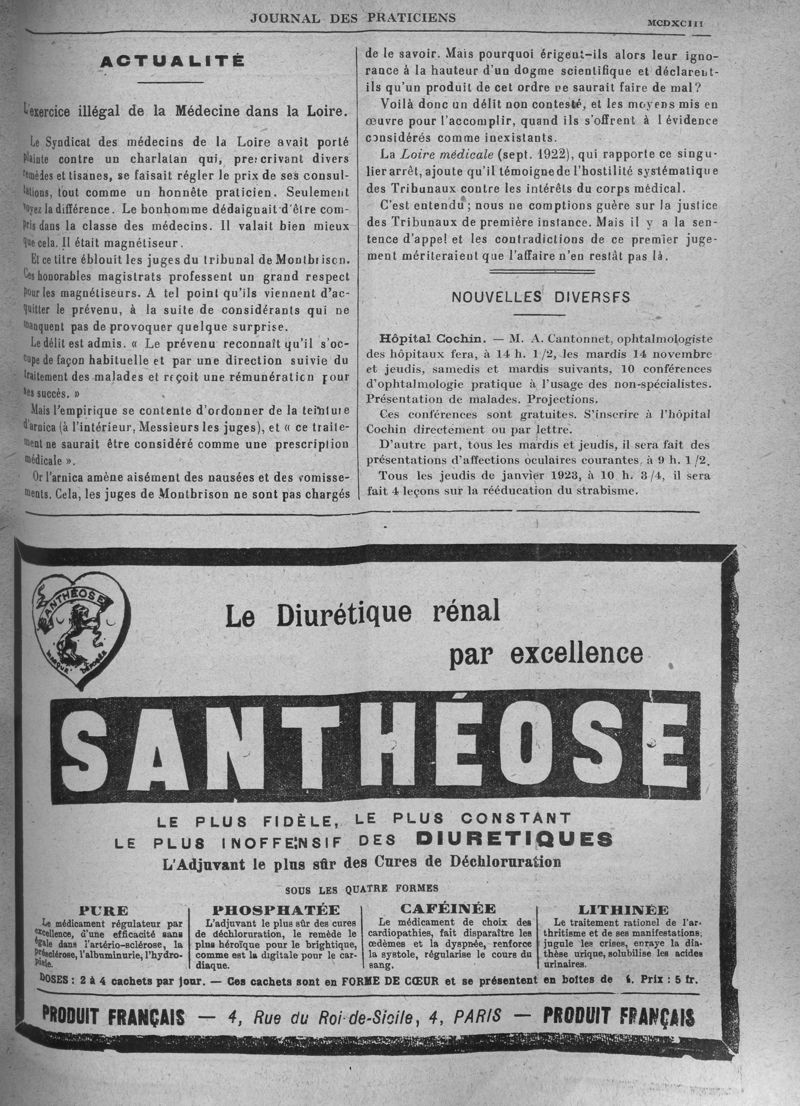 JOURNAL DES PRATICIENS
MCDXCIII
ACTUALITÉ
L'exercice illégal de la Médecine dans la Loire.
Le Syndicat des médecins de la Loire avait porté
plainte contre un charlatan qui, prescrivant divers
remèdes et tisanes, se faisait régler le prix de ses consul-
tations, tout comme un honnête praticien. Seulement
voyez la différence. Le bonhomme dédaignait d'être com-
pris dans la classe des médecins. Il valait bien mieux
que cela. Il était magnétiseur.
Et ce titre éblouit les juges du tribunal de Montbrison.
Ces honorables magistrats professent un grand respect
pour les magnétiseurs. A tel point qu'ils viennent d'ac-
quitter le prévenu, à la suite de considérants qui ne
manquent pas de provoquer quelque surprise.
Le délit est admis. « Le prévenu reconnaît qu'il s'oc-
cupe de façon habituelle et par une direction suivie du
traitement des malades et reçoit une rémunération pour
ses succès. »
Mais l'empirique se contente d'ordonner de la teinture
d'arnica (à l'intérieur, Messieurs les juges), et « ce traite-
ment ne saurait être considéré comme une prescription
médicale ».
Or l'arnica amène aisément des nausées et des vomisse-
ments. Cela, les juges de Montbrison ne sont pas chargés
de le savoir. Mais pourquoi érigent-ils alors leur igno-
rance à la hauteur d'un dogme scientifique et déclarent-
ils qu'un produit de cet ordre ne saurait faire de mal?
Voilà donc un délit non contesté, et les moyens mis en
œuvre pour l'accomplir, quand ils s'offrent à l évidence
considérés comme inexistants.
La Loire médicale (sept. 1922), qui rapporte ce singu-
lier arrêt, ajoute qu'il témoigne de l'hostilité systématique
des Tribunaux contre les intérêts du corps médical.
C'est entendu; nous ne comptions guère sur la justice
des Tribunaux de première instance. Mais il y a la sen-
tence d'appel et les contradictions de ce premier juge-
ment mériteraient que l'affaire n'en restât pas là.
NOUVELLES DIVERSES
Hôpital Cochin. — M. A. Cantonnet, ophtalmologiste
des hôpitaux fera, à 14 h. 1/2, les mardis 14 novembre
et jeudis, samedis et mardis suivants, 10 conférences
d'ophtalmologie pratique à l'usage des non-spécialistes.
Présentation de malades. Projections.
Ces conférences sont gratuites. S'inscrire à l'hôpital
Cochin directement ou par lettre.
D'autre part, tous les mardis et jeudis, il sera fait des
présentations d'affections oculaires courantes, à 9 h. 1/2.
Tous les jeudis de janvier 1923, à 10 h. 3/4, il sera
fait 4 leçons sur la rééducation du strabisme.
SANTHÉOSE
MARQUE DÉPOSÉE
Le Diurétique rénal
par excellence
SANTHÉOSE
LE PLUS FIDÈLE, LE PLUS CONSTANT
LE PLUS INOFFENSIF DES DIURETIQUES
L'Adjuvant le plus sûr des Cures de Déchloruration
SOUS LES QUATRE FORMES
PURE
Le médicament régulateur par
excellence, d'une efficacité sans
égale dans l'artério-sclérose, la
présclérose, l'albuminurie, l'hydro-
pisie.
PHOSPHATÉE
L'adjuvant le plus sûr des cures
de déchloruration, le remède le
plus héroïque pour le brightique,
comme est la digitale pour le car-
diaque.
CAFÉINÉE
Le médicament de choix des
cardiopathies, fait disparaître les
œdèmes et la dyspnée, renforce
la systole, régularise le cours du
sang.
LITHINÉE
Le traitement rationel de l'ar-
thritisme et de ses manifestations;
jugule les crises, enraye la dia-
thèse urique, solubilise les acides
urinaires.
DOSES : 2 à 4 cachets par jour. — Ces cachets sont en FORME DE CŒUR et se présentent en boîtes de 4. Prix : 5 fr.
PRODUIT FRANÇAIS — 4, Rue du Roi-de-Sicile, 4, PARIS — PRODUIT FRANÇAIS